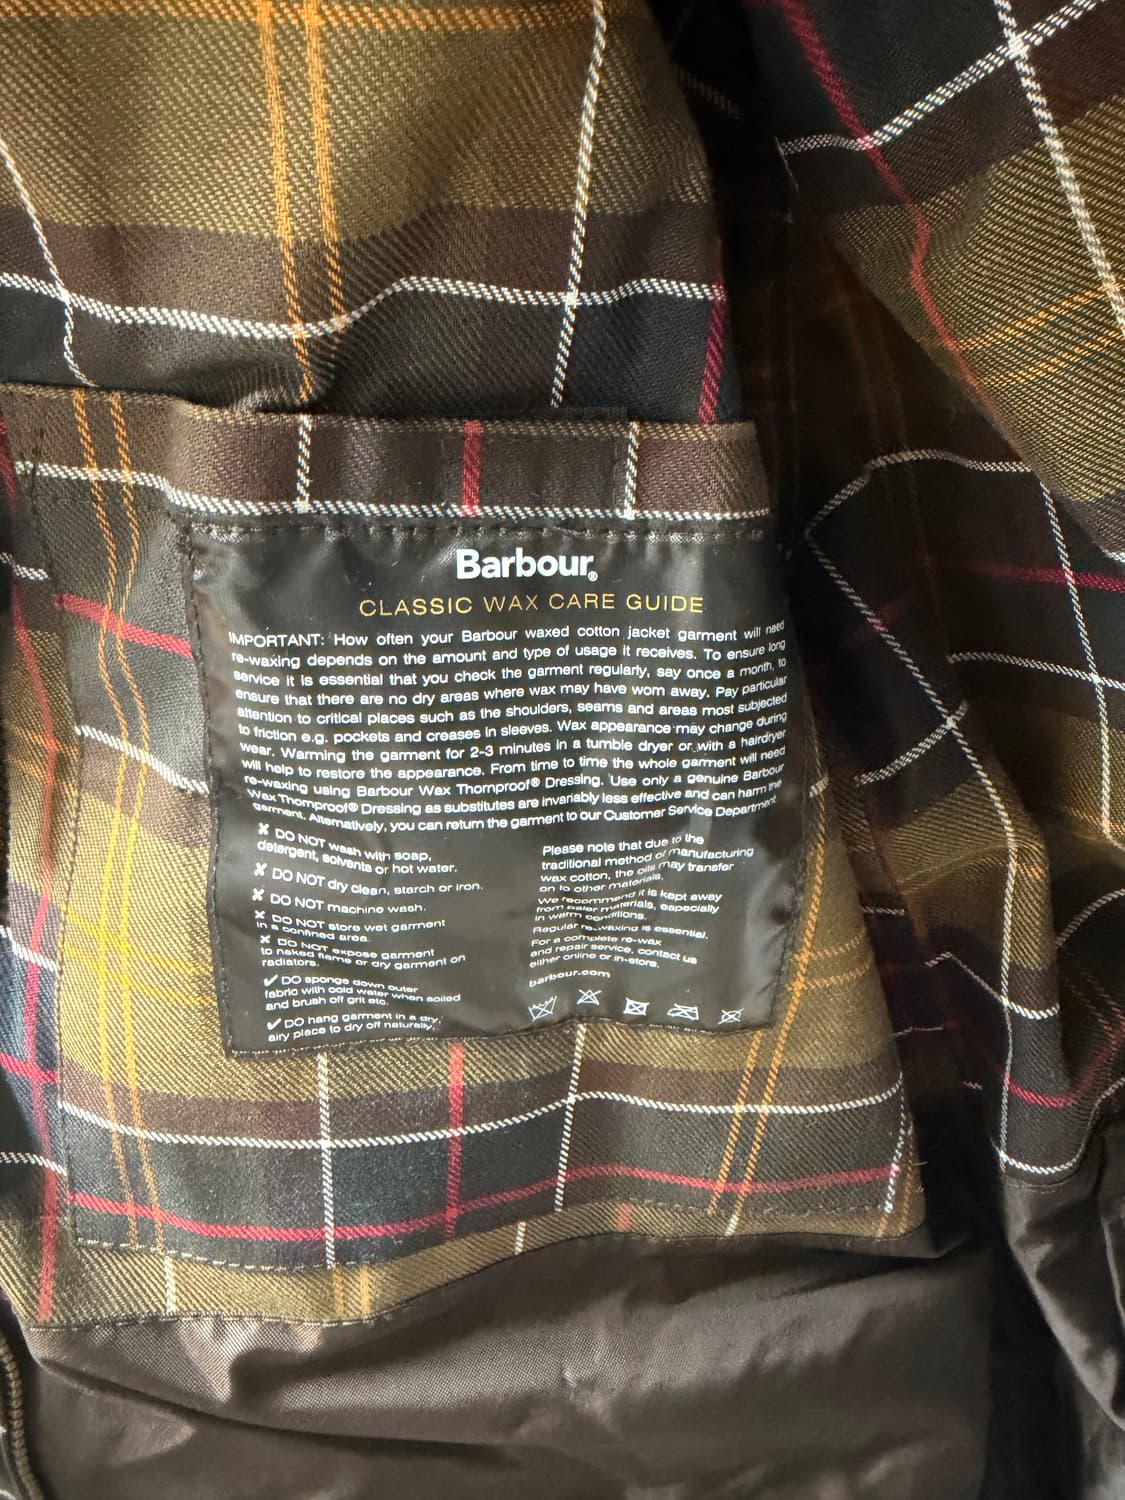 Barbour®
CLASSIC WAX CARE GUIDE
IMPORTANT: How often your Barbour waxed cotton jacket garment will need
re-waxing depends on the amount and type of usage it receives. To ensure long
service it is essential that you check the garment regularly, say once a month, to
ensure that there are no dry areas where wax may have worn away. Pay particular
attention to critical places such as the shoulders, seams and areas most subjected
to friction e.g. pockets and creases in sleeves. Wax appearance may change during
wear. Warming the garment for 2-3 minutes in a tumble dryer or with a hairdryer
will help to restore the appearance. From time to time the whole garment will need
re-waxing using Barbour Wax Thornproof® Dressing. Use only a genuine Barbour
Wax Thornproof® Dressing as substitutes are invariably less effective and can harm the
garment. Alternatively, you can return the garment to our Customer Service Department.
✘ DO NOT wash with soap,
detergent, solvents or hot water.
✘ DO NOT dry clean, starch or iron.
✘ DO NOT machine wash.
✘ DO NOT store wet garment
in a confined area.
✘ DO NOT expose garment
to naked flame or dry garment on
radiators.
✔ DO sponge down outer
fabric with cold water when soiled
and brush off grit etc.
✔ DO hang garment in a dry,
airy place to dry off naturally.
Please note that due to the
traditional method of manufacturing
wax cotton, the oils may transfer
on to other materials.
We recommend it is kept away
from paler materials, especially
in warm conditions.
Regular re-waxing is essential.
For a complete re-wax
and repair service, contact us
either online or in-store.
barbour.com